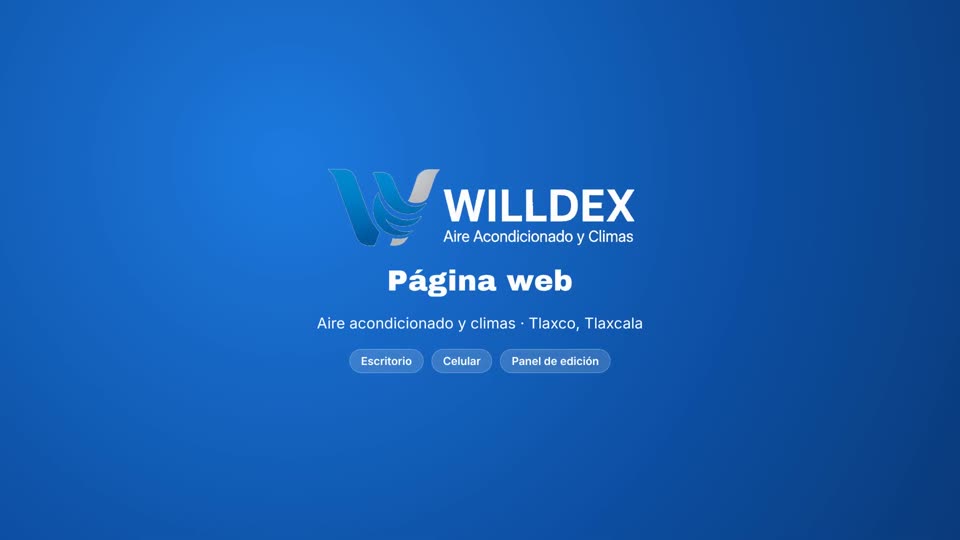 WILLDEX
Aire Acondicionado y Climas
Página web
Aire acondicionado y climas · Tlaxco, Tlaxcala
Escritorio Celular Panel de edición